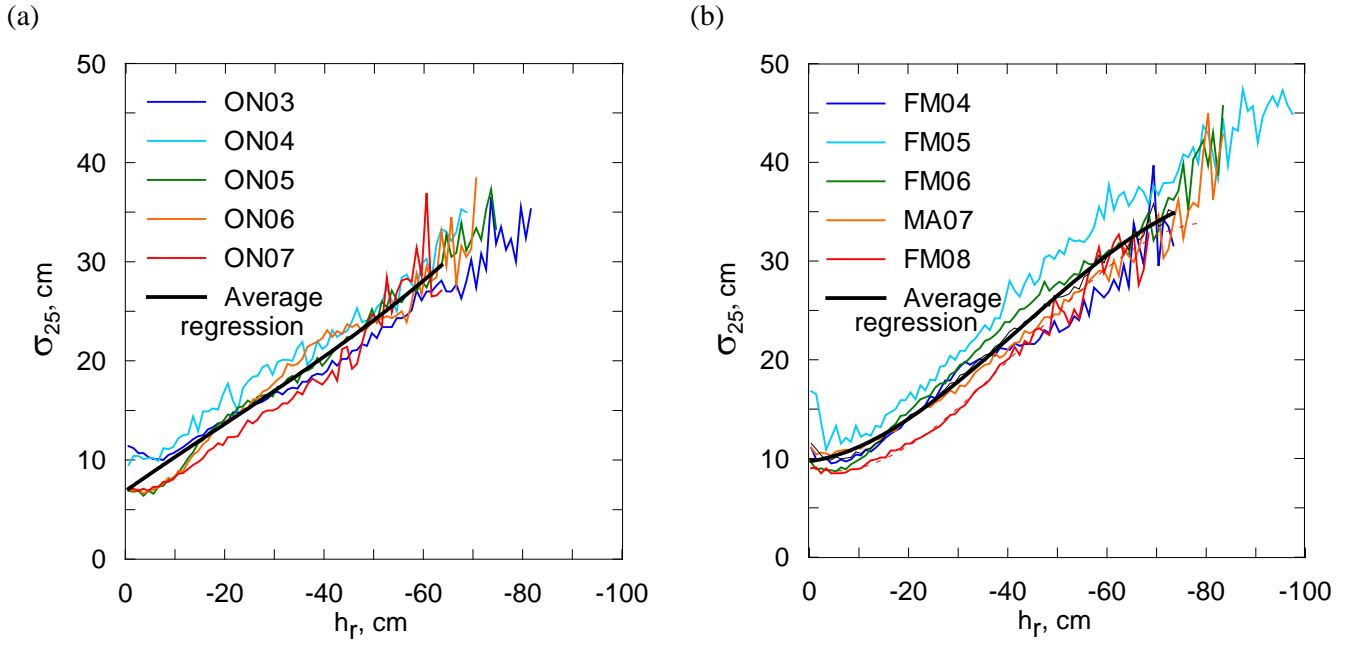 (a)
(b)
50
40
30
20
10
0
σ25, cm
ON03
ON04
ON05
ON06
ON07
Average
regression
0 -20 -40 -60 -80 -100
hr, cm
50
40
30
20
10
0
σ25, cm
FM04
FM05
FM06
MA07
FM08
Average
regression
0 -20 -40 -60 -80 -100
hr, cm